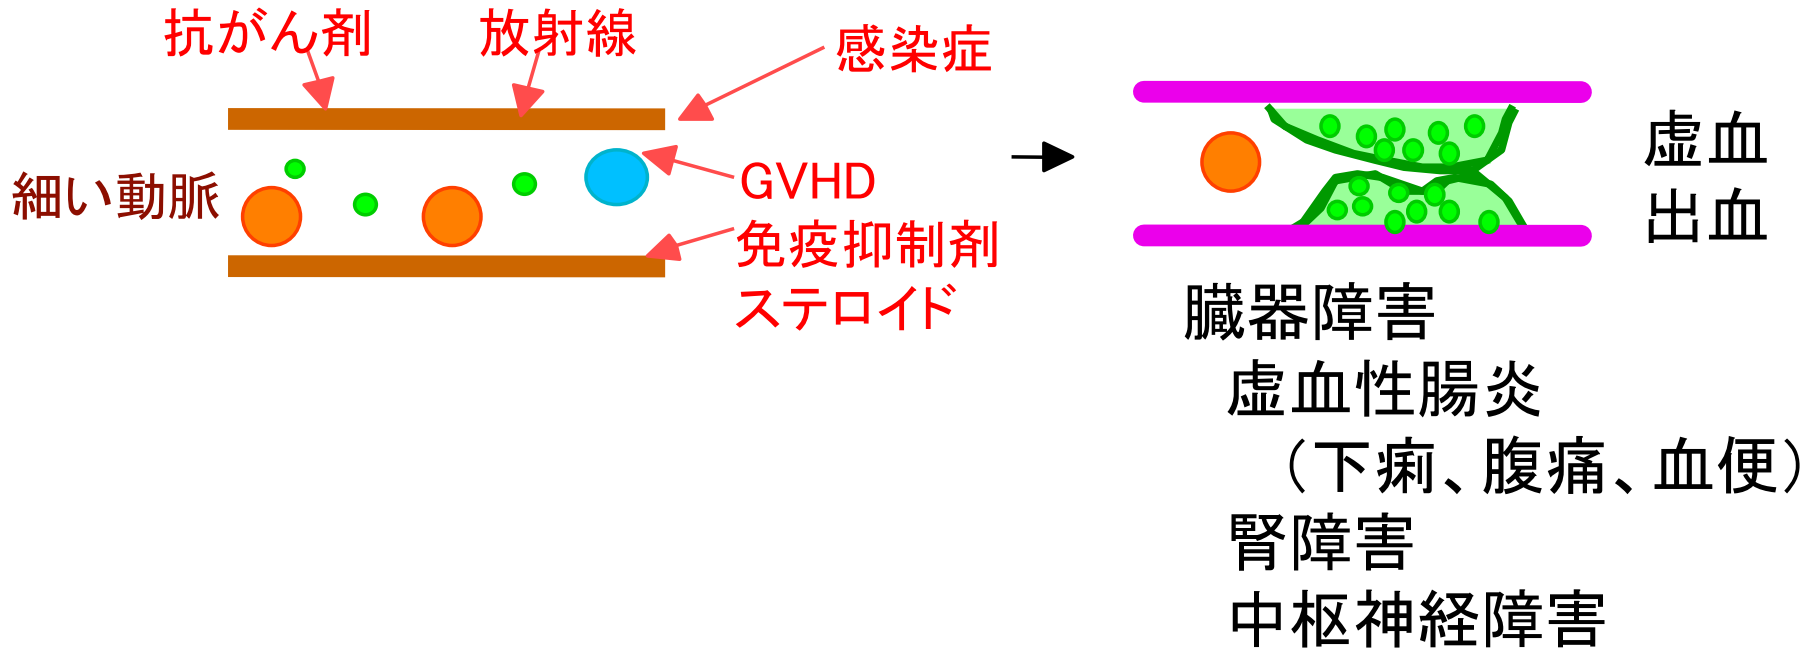 抗がん剤
放射線
感染症
細い動脈
GVHD
免疫抑制剤
ステロイド
虚血
出血
臓器障害
虚血性腸炎
（下痢、腹痛、血便）
腎障害
中枢神経障害